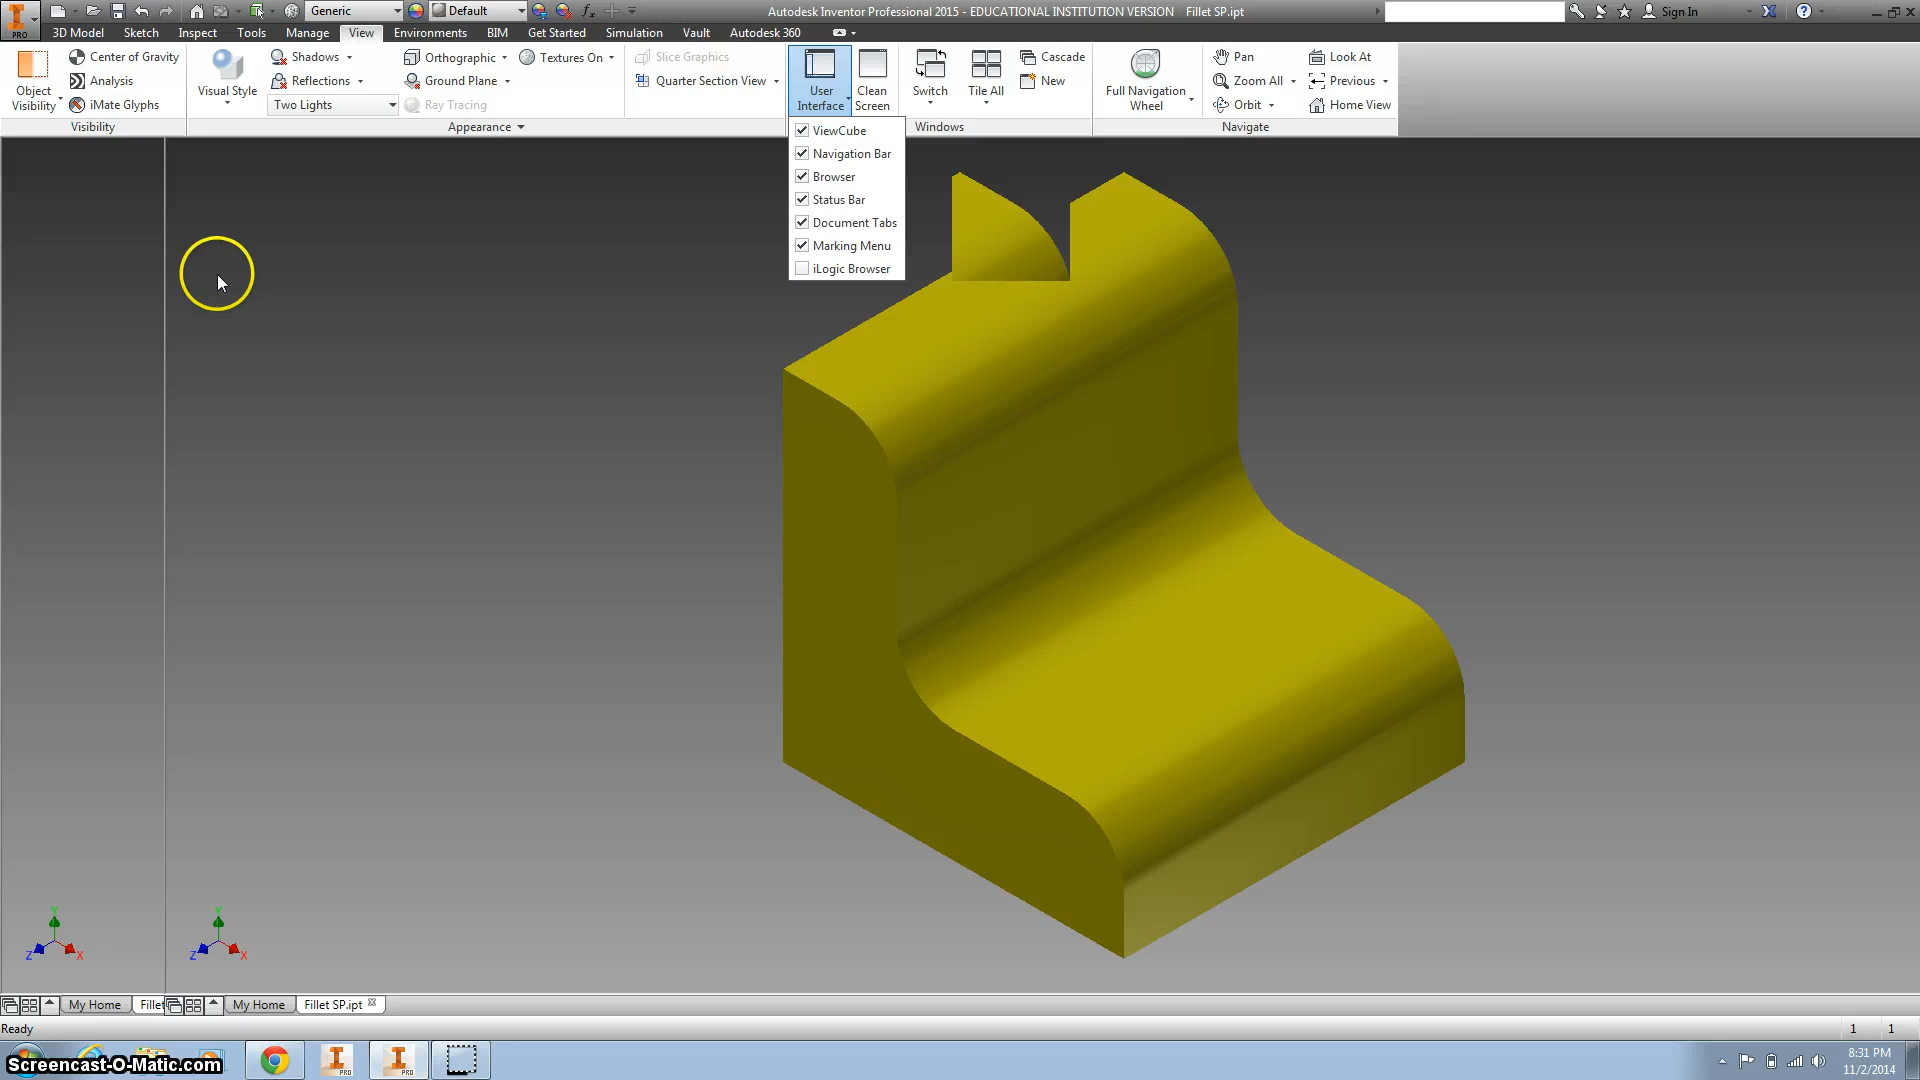 Generic
Default
fx
Autodesk Inventor Professional 2015 - EDUCATIONAL INSTITUTION VERSION Fillet SP.ipt
Sign In
PRO
3D Model Sketch Inspect Tools Manage View Environments BIM Get Started Simulation Vault Autodesk 360
Object Visibility
Center of Gravity
Analysis
iMate Glyphs
Visibility
Visual Style
Shadows
Reflections
Two Lights
Orthographic
Ground Plane
Ray Tracing
Textures On
Appearance
Slice Graphics
Quarter Section View
User Interface
Clean Screen
Switch
Tile All
Cascade
New
Windows
Full Navigation Wheel
Pan
Zoom All
Orbit
Look At
Previous
Home View
Navigate
ViewCube
Navigation Bar
Browser
Status Bar
Document Tabs
Marking Menu
iLogic Browser
Y
Z
X
Y
Z
X
My Home
Fillet
My Home
Fillet SP.ipt
Ready
1 1
Screencast-O-Matic.com
PRO
PRO
8:31 PM
11/2/2014